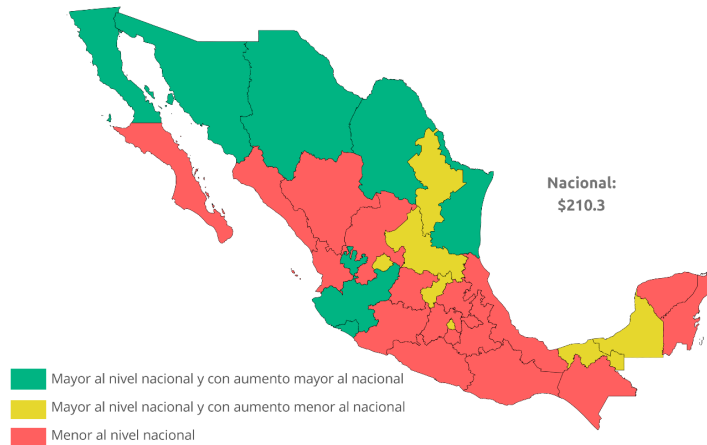 Nacional:
$210.3
Mayor al nivel nacional y con aumento mayor al nacional
Mayor al nivel nacional y con aumento menor al nacional
Menor al nivel nacional